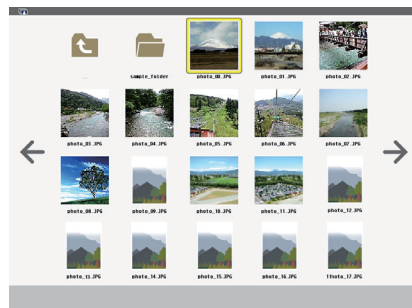 ..
sample_folder
photo_00.JPG
photo_01.JPG
photo_02.JPG
photo_03.JPG
photo_04.JPG
photo_05.JPG
photo_06.JPG
photo_07.JPG
photo_08.JPG
photo_09.JPG
photo_10.JPG
photo_11.JPG
photo_12.JPG
photo_13.JPG
photo_14.JPG
photo_15.JPG
photo_16.JPG
11hoto_17.JPG